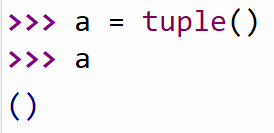 >>> a = tuple()
>>> a
()